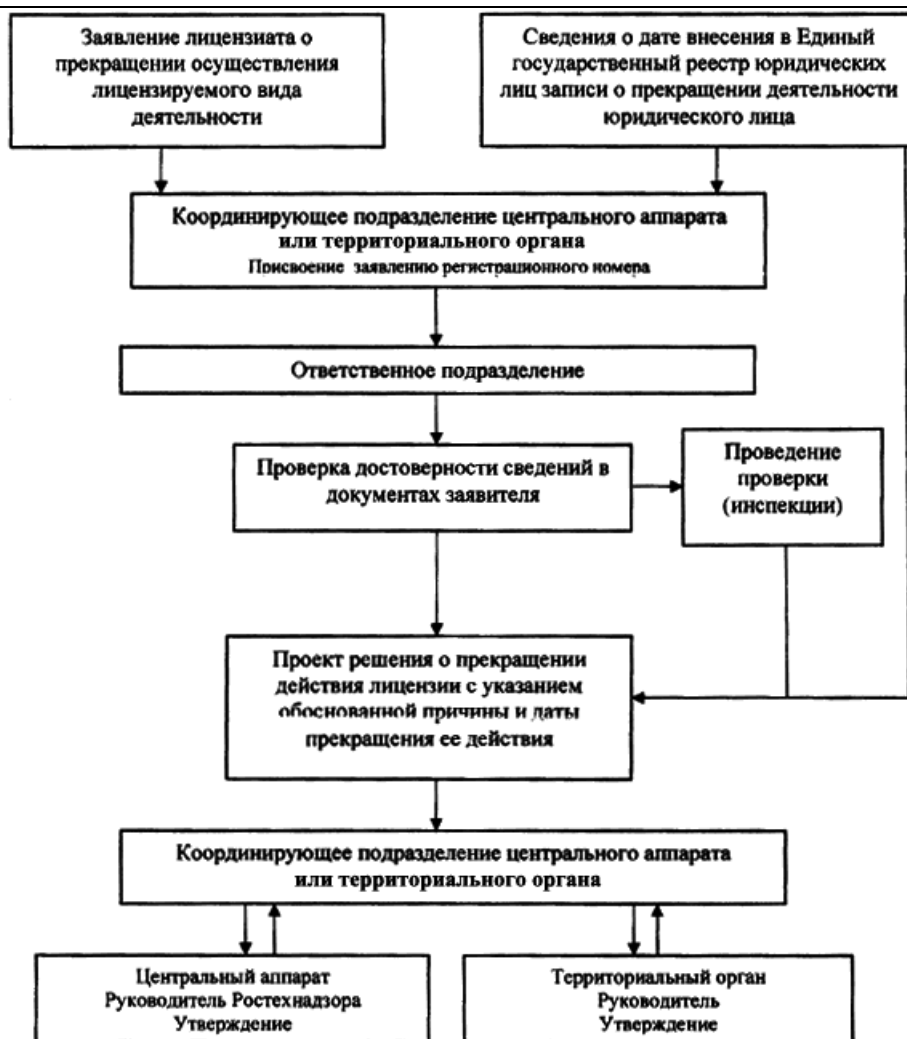 Заявление лицензиата о
прекращении осуществления
лицензируемого вида
деятельности
Сведения о дате внесения в Единый
государственный реестр юридических
лиц записи о прекращении деятельности
юридического лица
Координирующее подразделение центрального аппарата
или территориального органа
Присвоение заявлению регистрационного номера
Ответственное подразделение
Проверка достоверности сведений в
документах заявителя
Проведение
проверки
(инспекции)
Проект решения о прекращении
действия лицензии с указанием
обоснованной причины и даты
прекращения ее действия
Координирующее подразделение центрального аппарата
или территориального органа
Центральный аппарат
Руководитель Ростехнадзора
Утверждение
Территориальный орган
Руководитель
Утверждение